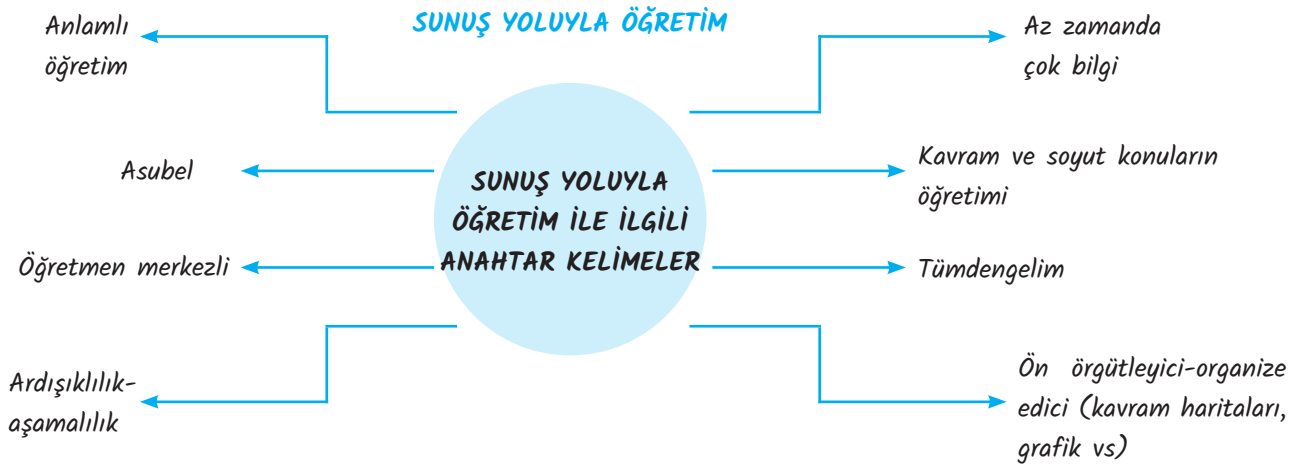 SUNUŞ YOLUYLA ÖĞRETİM
Anlamlı
öğretim
Az zamanda
çok bilgi
Asubel
Kavram ve soyut konuların
öğretimi
SUNUŞ YOLUYLA
ÖĞRETİM İLE İLGİLİ
ANAHTAR KELİMELER
Öğretmen merkezli
Tümdengelim
Ardışıklılık-
aşamalılık
Ön örgütleyici-organize
edici (kavram haritaları,
grafik vs)